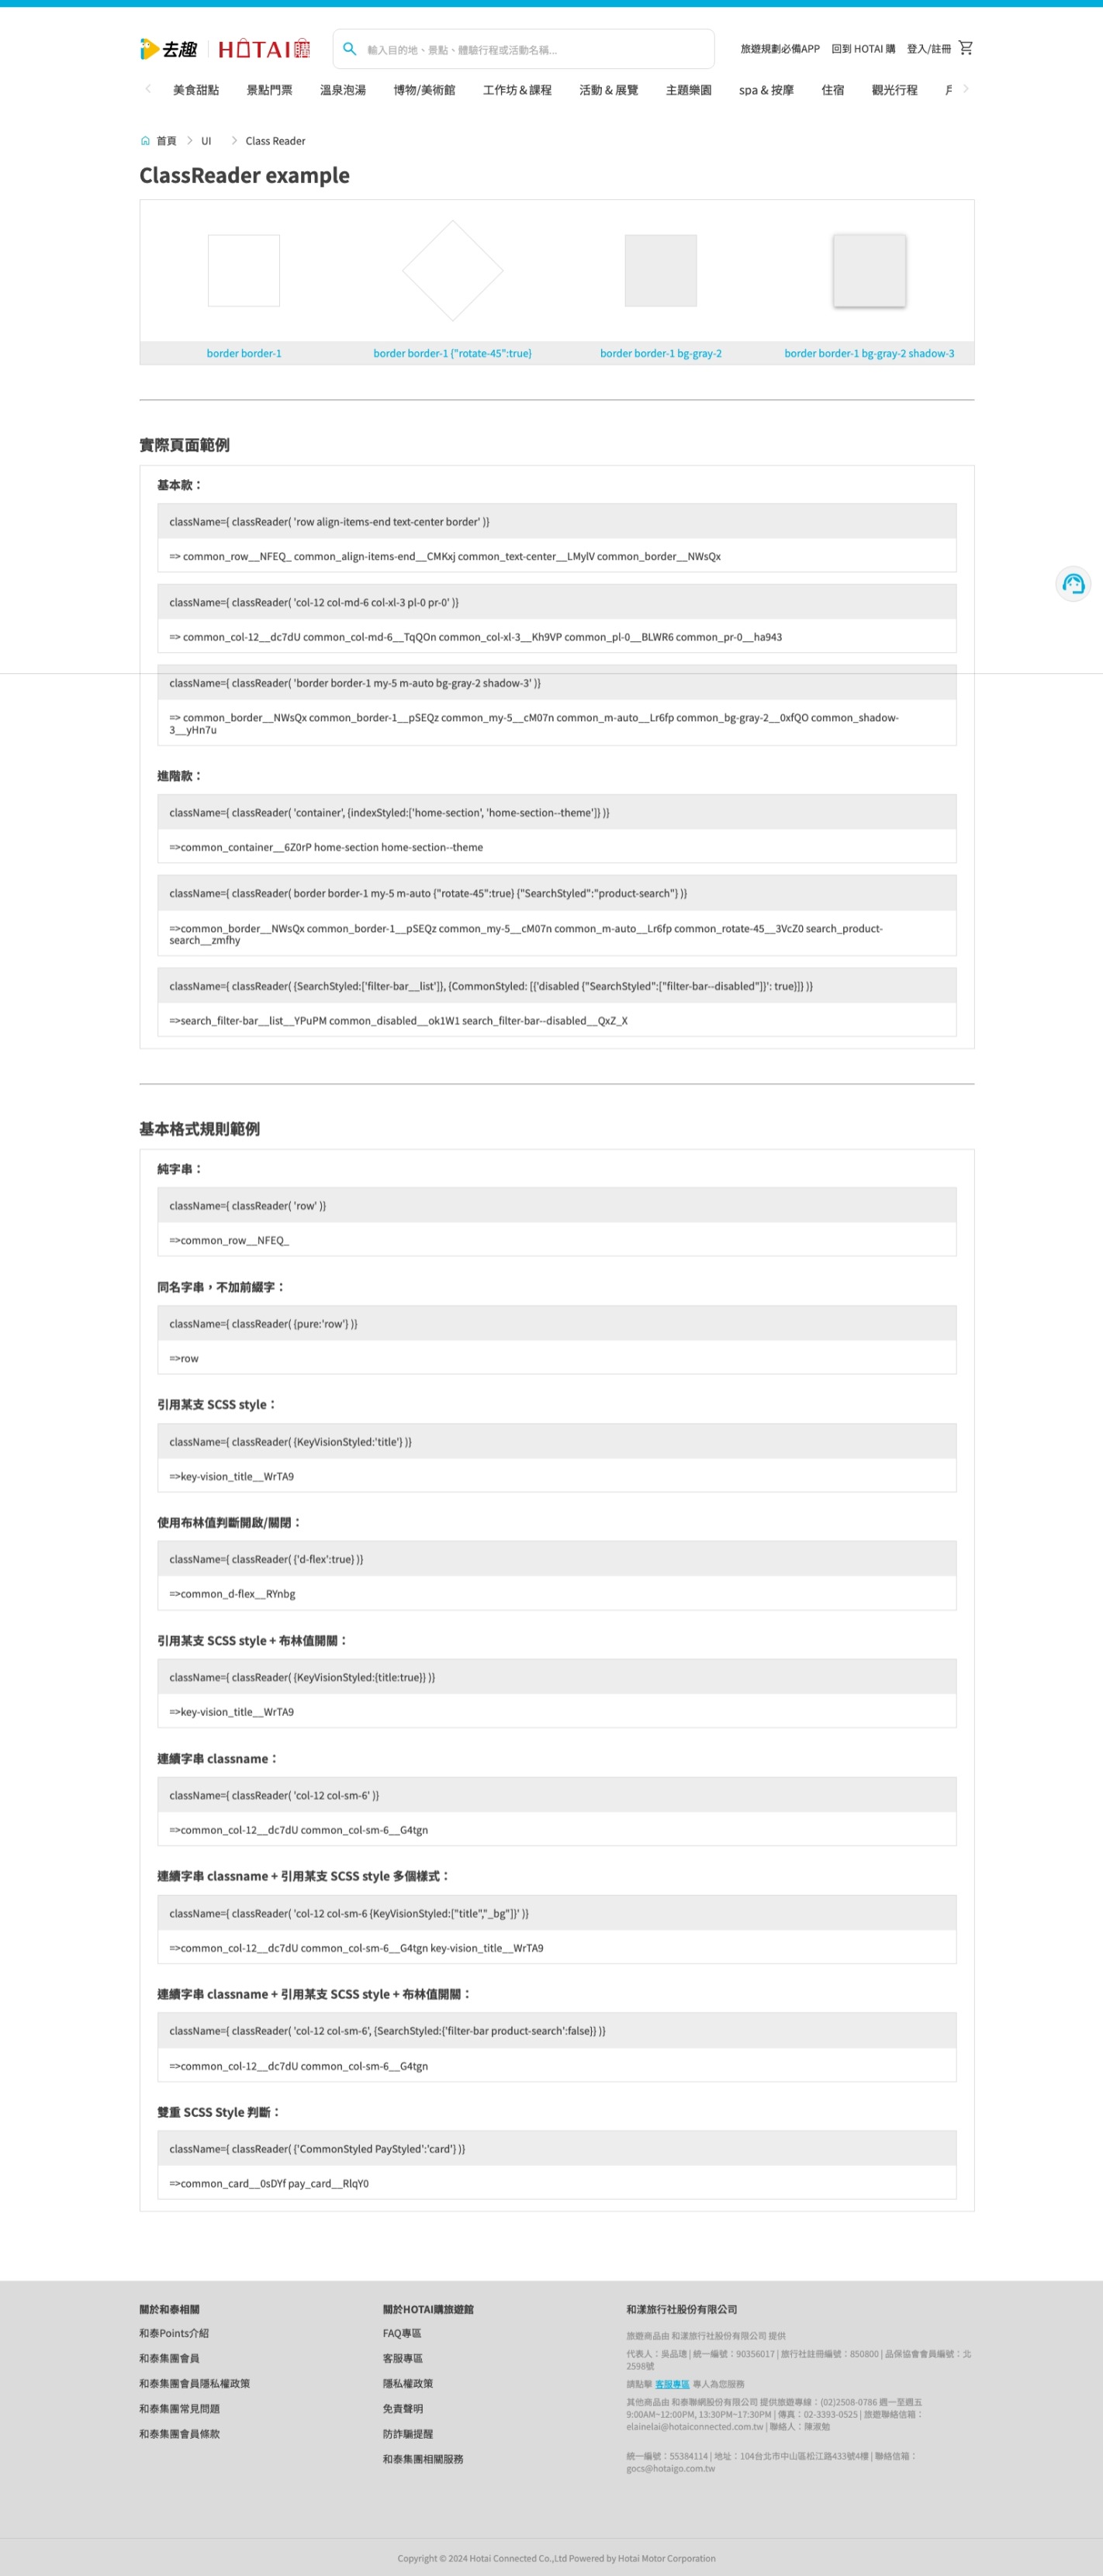 去趣 HOTAI購
輸入目的地、景點、體驗行程或活動名稱...
旅遊規劃必備APP 回到 HOTAI 購 登入/註冊
美食甜點 景點門票 溫泉泡湯 博物/美術館 工作坊＆課程 活動 & 展覽 主題樂園 spa & 按摩 住宿 觀光行程
首頁 UI Class Reader
ClassReader example
border border-1
border border-1 {"rotate-45":true}
border border-1 bg-gray-2
border border-1 bg-gray-2 shadow-3
實際頁面範例
基本款：
className={ classReader( 'row align-items-end text-center border' )}
=> common_row__NFEQ_ common_align-items-end__CMKxj common_text-center__LMylV common_border__NWsQx
className={ classReader( 'col-12 col-md-6 col-xl-3 pl-0 pr-0' )}
=> common_col-12__dc7dU common_col-md-6__TqQOn common_col-xl-3__Kh9VP common_pl-0__BLWR6 common_pr-0__ha943
className={ classReader( 'border border-1 my-5 m-auto bg-gray-2 shadow-3' )}
=> common_border__NWsQx common_border-1__pSEQz common_my-5__cM07n common_m-auto__Lr6fp common_bg-gray-2__0xfQO common_shadow-
3__yHn7u
進階款：
className={ classReader( 'container', {indexStyled:['home-section', 'home-section--theme']} )}
=>common_container__6Z0rP home-section home-section--theme
className={ classReader( border border-1 my-5 m-auto {"rotate-45":true} {"SearchStyled":"product-search"} )}
=>common_border__NWsQx common_border-1__pSEQz common_my-5__cM07n common_m-auto__Lr6fp common_rotate-45__3VcZ0 search_product-
search__zmfhy
className={ classReader( {SearchStyled:['filter-bar__list']}, {CommonStyled: [{'disabled {"SearchStyled":["filter-bar--disabled"]}': true}]} )}
=>search_filter-bar__list__YPuPM common_disabled__ok1W1 search_filter-bar--disabled__QxZ_X
基本格式規則範例
純字串：
className={ classReader( 'row' )}
=>common_row__NFEQ_
同名字串，不加前綴字：
className={ classReader( {pure:'row'} )}
=>row
引用某支 SCSS style：
className={ classReader( {KeyVisionStyled:'title'} )}
=>key-vision_title__WrTA9
使用布林值判斷開啟/關閉：
className={ classReader( {'d-flex':true} )}
=>common_d-flex__RYnbg
引用某支 SCSS style + 布林值開關：
className={ classReader( {KeyVisionStyled:{title:true}} )}
=>key-vision_title__WrTA9
連續字串 classname：
className={ classReader( 'col-12 col-sm-6' )}
=>common_col-12__dc7dU common_col-sm-6__G4tgn
連續字串 classname + 引用某支 SCSS style 多個樣式：
className={ classReader( 'col-12 col-sm-6 {KeyVisionStyled:["title","_bg"]}' )}
=>common_col-12__dc7dU common_col-sm-6__G4tgn key-vision_title__WrTA9
連續字串 classname + 引用某支 SCSS style + 布林值開關：
className={ classReader( 'col-12 col-sm-6', {SearchStyled:{'filter-bar product-search':false}} )}
=>common_col-12__dc7dU common_col-sm-6__G4tgn
雙重 SCSS Style 判斷：
className={ classReader( {'CommonStyled PayStyled':'card'} )}
=>common_card__0sDYf pay_card__RlqY0
關於和泰相關
和泰Points介紹
和泰集團會員
和泰集團會員隱私權政策
和泰集團常見問題
和泰集團會員條款
關於HOTAI購旅遊館
FAQ專區
客服專區
隱私權政策
免責聲明
防詐騙提醒
和泰集團相關服務
和漾旅行社股份有限公司
旅遊商品由 和漾旅行社股份有限公司 提供
代表人：吳品璁 | 統一編號：90356017 | 旅行社註冊編號：850800 | 品保協會會員編號：北
2598號
請點擊 客服專區 專人為您服務
其他商品由 和泰聯網股份有限公司 提供旅遊專線：(02)2508-0786 週一至週五
9:00AM~12:00PM, 13:30PM~17:30PM | 傳真：02-3393-0525 | 旅遊聯絡信箱：
elainelai@hotaiconnected.com.tw | 聯絡人：陳淑勉
統一編號：55384114 | 地址：104台北市中山區松江路433號4樓 | 聯絡信箱：
gocs@hotaigo.com.tw
Copyright © 2024 Hotai Connected Co.,Ltd Powered by Hotai Motor Corporation